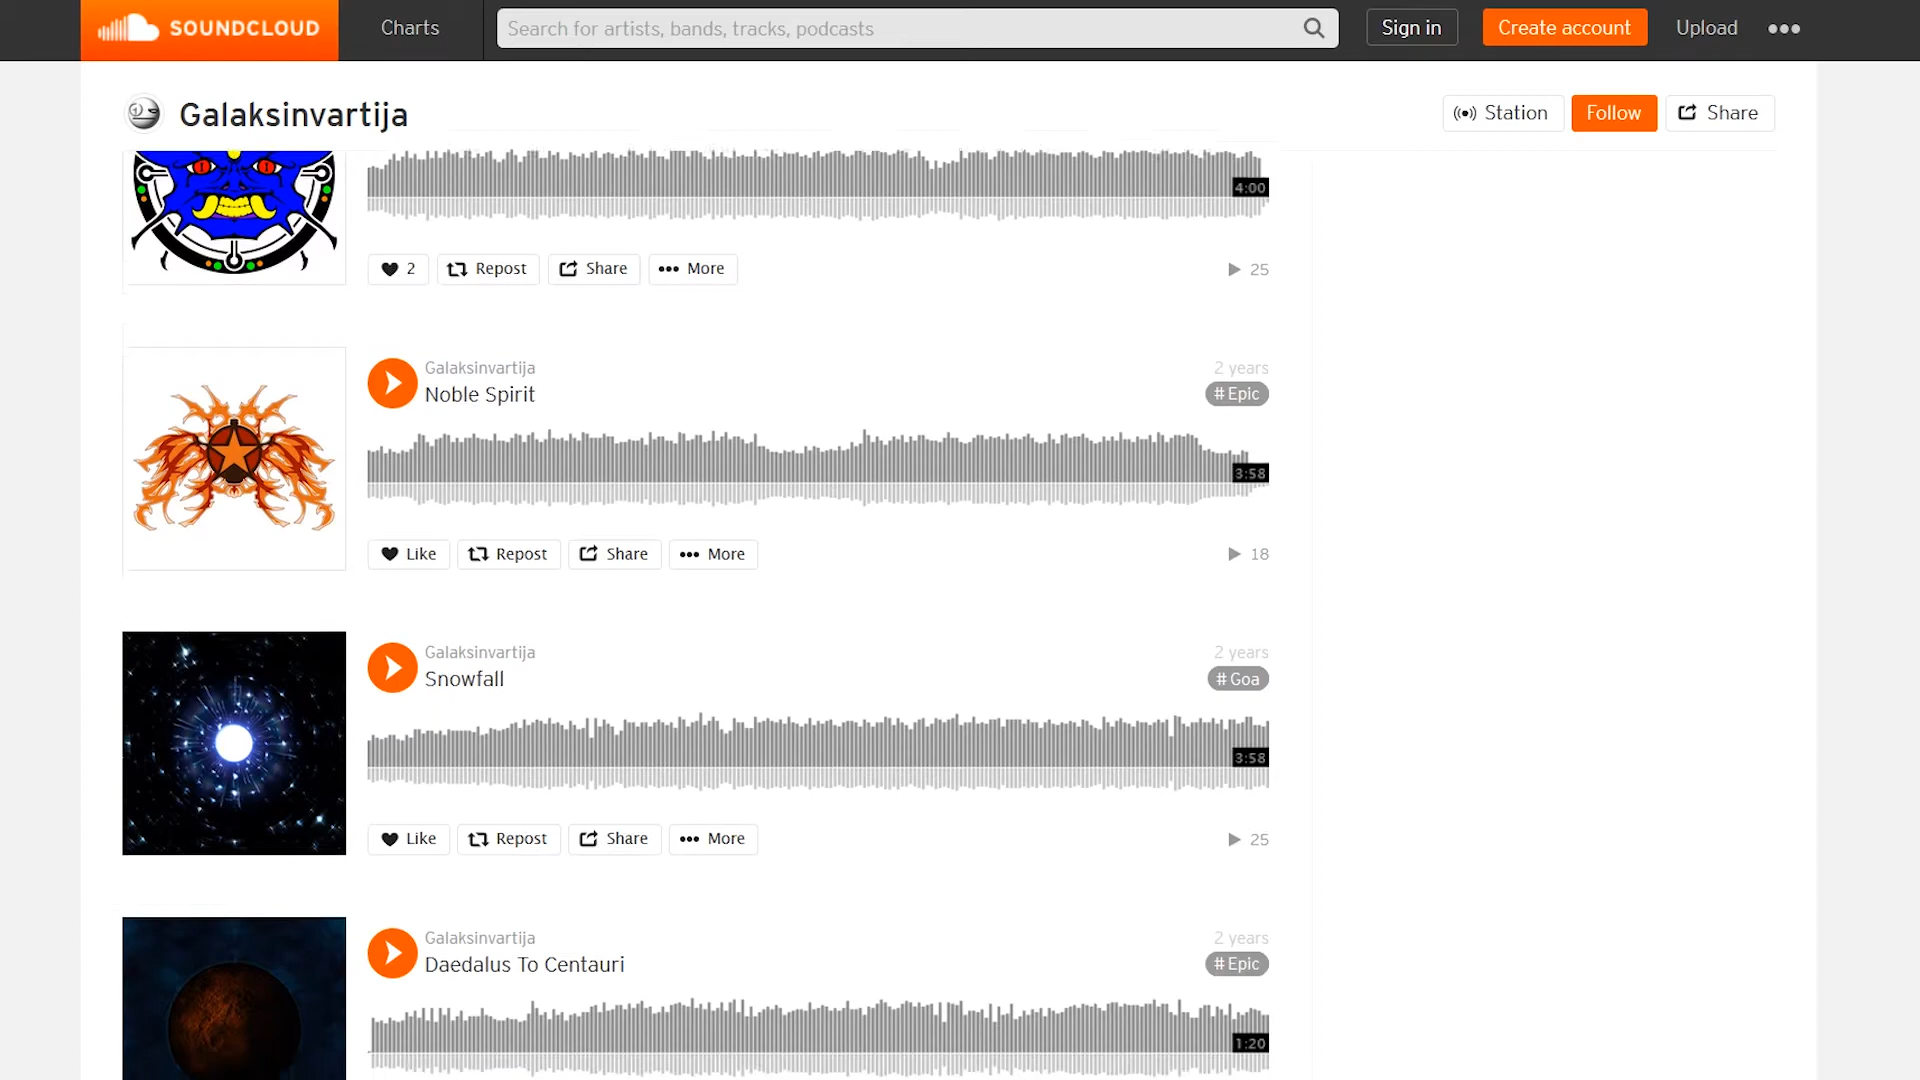 SOUNDCLOUD
Charts
Search for artists, bands, tracks, podcasts
Sign in
Create account
Upload
Galaksinvartija
Station
Follow
Share
4:00
2
Repost
Share
More
25
Galaksinvartija
2 years
Noble Spirit
# Epic
3:58
Like
Repost
Share
More
18
Galaksinvartija
2 years
Snowfall
# Goa
3:58
Like
Repost
Share
More
25
Galaksinvartija
2 years
Daedalus To Centauri
# Epic
1:20